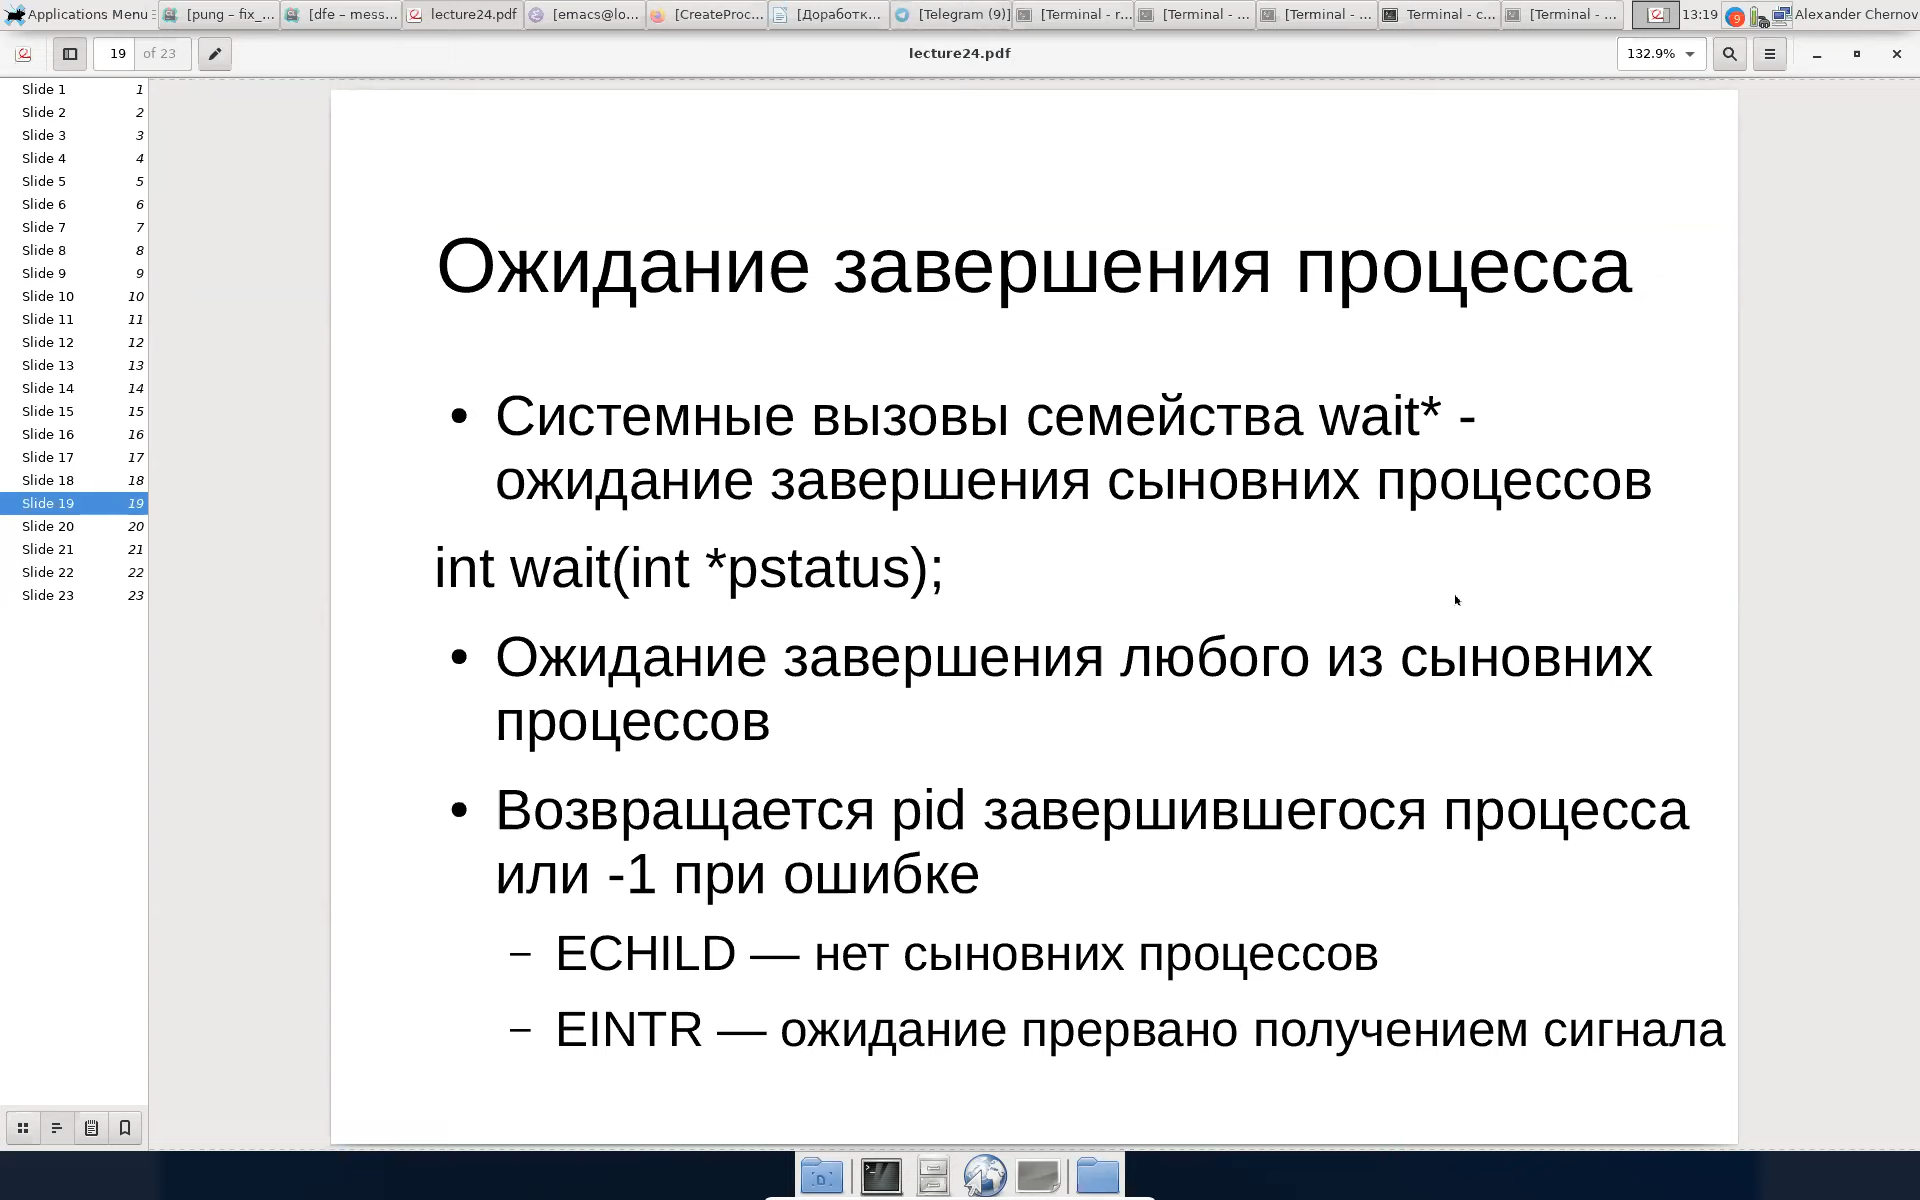 Applications Menu [pung – fix_... [dfe – mess... lecture24.pdf [emacs@lo... [CreateProc... [Доработк... [Telegram (9)] [Terminal - r... [Terminal - ... [Terminal - ... Terminal - c... [Terminal - ... 13:19 9 Alexander Chernov
19 of 23 lecture24.pdf 132.9%
Slide 1 1
Slide 2 2
Slide 3 3
Slide 4 4
Slide 5 5
Slide 6 6
Slide 7 7
Slide 8 8
Slide 9 9
Slide 10 10
Slide 11 11
Slide 12 12
Slide 13 13
Slide 14 14
Slide 15 15
Slide 16 16
Slide 17 17
Slide 18 18
Slide 19 19
Slide 20 20
Slide 21 21
Slide 22 22
Slide 23 23
Ожидание завершения процесса
• Системные вызовы семейства wait* -
ожидание завершения сыновних процессов
int wait(int *pstatus);
• Ожидание завершения любого из сыновних
процессов
• Возвращается pid завершившегося процесса
или -1 при ошибке
– ECHILD — нет сыновних процессов
– EINTR — ожидание прервано получением сигнала